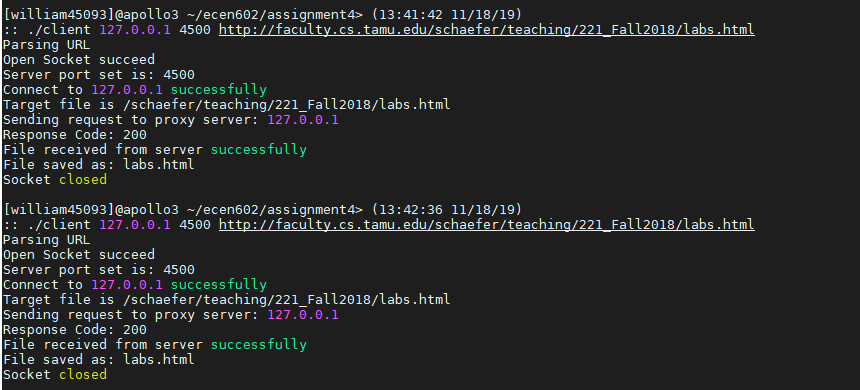 [william45093]@apollo3 ~/ecen602/assignment4> (13:41:42 11/18/19)
:: ./client 127.0.0.1 4500 http://faculty.cs.tamu.edu/schaefer/teaching/221_Fall2018/labs.html
Parsing URL
Open Socket succeed
Server port set is: 4500
Connect to 127.0.0.1 successfully
Target file is /schaefer/teaching/221_Fall2018/labs.html
Sending request to proxy server: 127.0.0.1
Response Code: 200
File received from server successfully
File saved as: labs.html
Socket closed
[william45093]@apollo3 ~/ecen602/assignment4> (13:42:36 11/18/19)
:: ./client 127.0.0.1 4500 http://faculty.cs.tamu.edu/schaefer/teaching/221_Fall2018/labs.html
Parsing URL
Open Socket succeed
Server port set is: 4500
Connect to 127.0.0.1 successfully
Target file is /schaefer/teaching/221_Fall2018/labs.html
Sending request to proxy server: 127.0.0.1
Response Code: 200
File received from server successfully
File saved as: labs.html
Socket closed